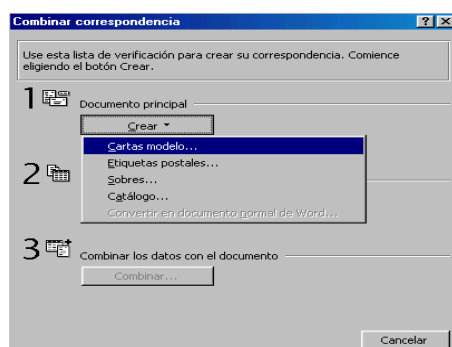 Combinar correspondencia
Use esta lista de verificación para crear su correspondencia. Comience
eligiendo el botón Crear.
1 Documento principal
Crear
Cartas modelo...
Etiquetas postales...
2
Sobres...
Catálogo...
Convertir en documento normal de Word...
3 Combinar los datos con el documento
Combinar...
Cancelar